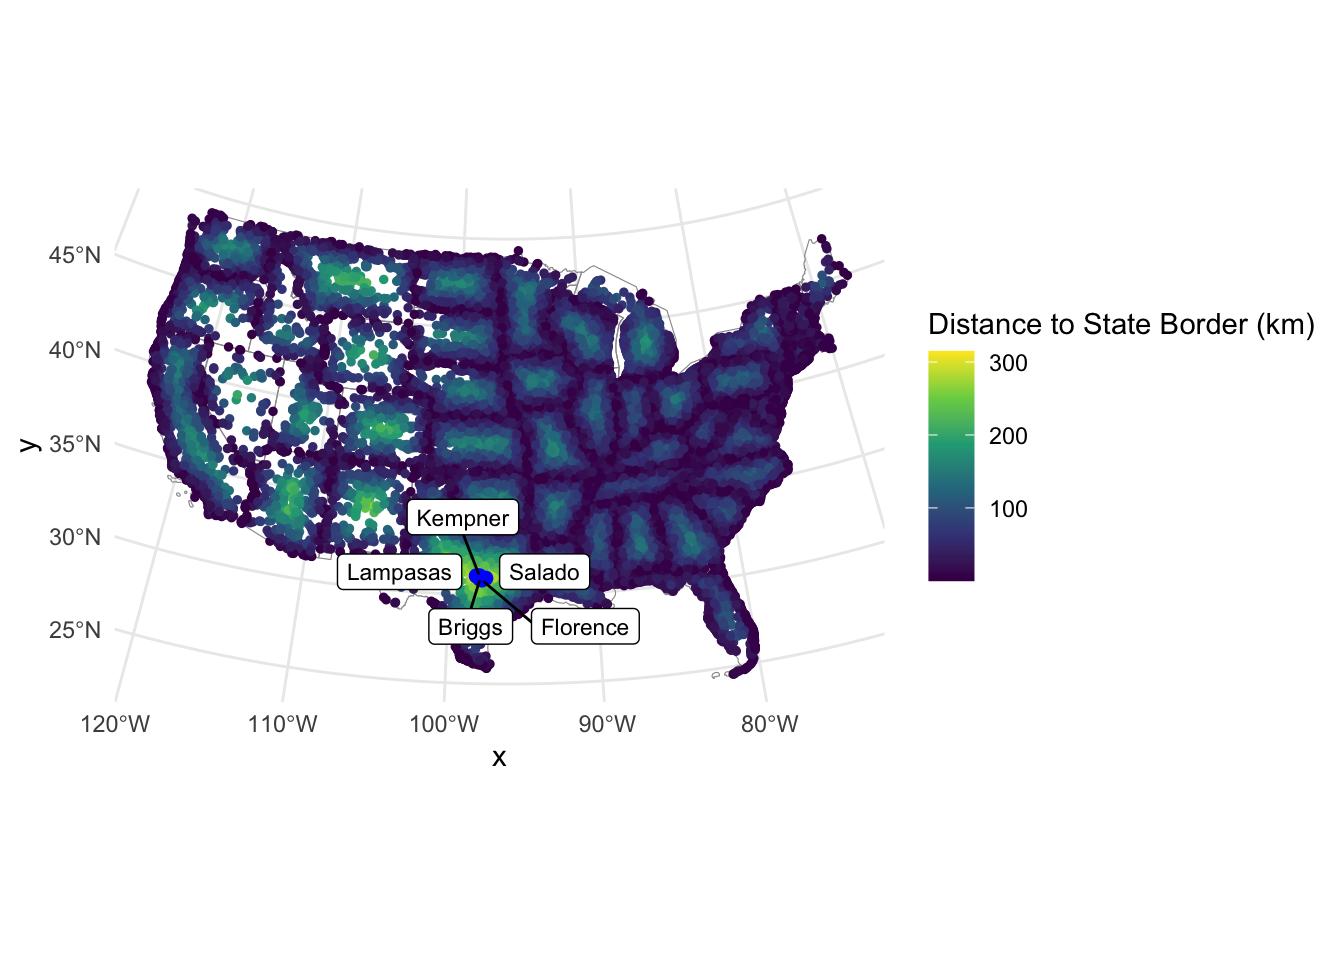 45°N
40°N
35°N
30°N
25°N
y
Kempner
Lampasas
Salado
Briggs
Florence
120°W
110°W
100°W
90°W
80°W
x
Distance to State Border (km)
300
200
100